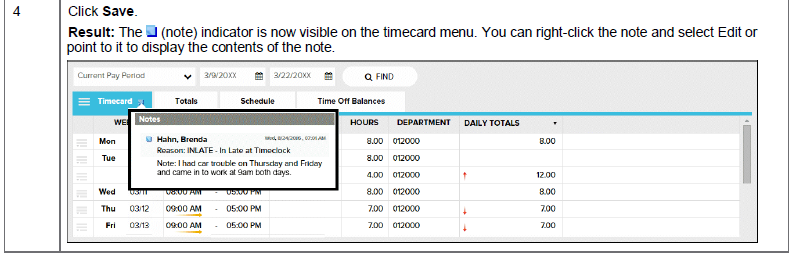 4
Click Save.
Result: The (note) indicator is now visible on the timecard menu. You can right-click the note and select Edit or
point to it to display the contents of the note.
Current Pay Period 3/9/20XX 3/22/20XX FIND
Timecard Totals Schedule Time Off Balances
Notes
HOURS DEPARTMENT DAILY TOTALS
Hahn, Brenda
Reason: INLATE - In Late at Timeclock
Note: I had car trouble on Thursday and Friday
and came in to work at 9am both days.
Mon 8.00 012000 8.00
Tue 8.00 012000
4.00 012000 12.00
Wed 03/11 08:00 AM - 05:00 PM 8.00 012000 8.00
Thu 03/12 09:00 AM - 05:00 PM 7.00 012000 7.00
Fri 03/13 09:00 AM - 05:00 PM 7.00 012000 7.00